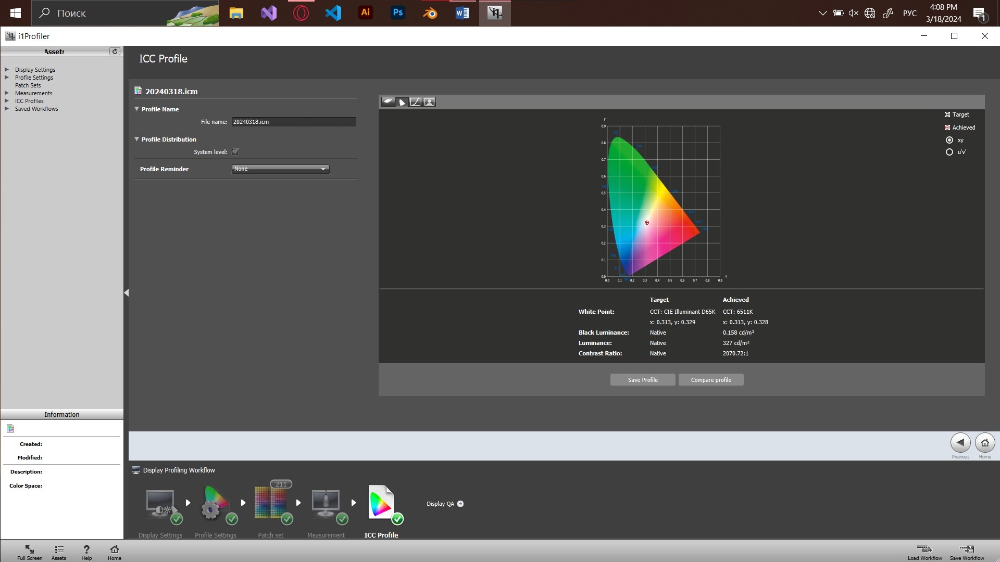 Поиск
Ai
Ps
РУС
4:08 PM
3/18/2024
1
i1Profiler
Assets
Display Settings
Profile Settings
Patch Sets
Measurements
ICC Profiles
Saved Workflows
ICC Profile
20240318.icm
Profile Name
File name: 20240318.icm
Profile Distribution
System level:
Profile Reminder None
Target
Achieved
xy
u'v'
y
0.9
0.8
0.7
0.6
0.5
0.4
0.3
0.2
0.1
0.0
0.0 0.1 0.2 0.3 0.4 0.5 0.6 0.7 0.8 0.9
x
Target Achieved
White Point: CCT: CIE Illuminant D65K CCT: 6511K
x: 0.313, y: 0.329 x: 0.313, y: 0.328
Black Luminance: Native 0.158 cd/m²
Luminance: Native 327 cd/m²
Contrast Ratio: Native 2070.72:1
Save Profile Compare profile
Information
Created:
Modified:
Description:
Color Space:
Previous Home
Display Profiling Workflow
211
Display QA
Display Settings Profile Settings Patch set Measurement ICC Profile
Full Screen Assets Help Home Load Workflow Save Workflow